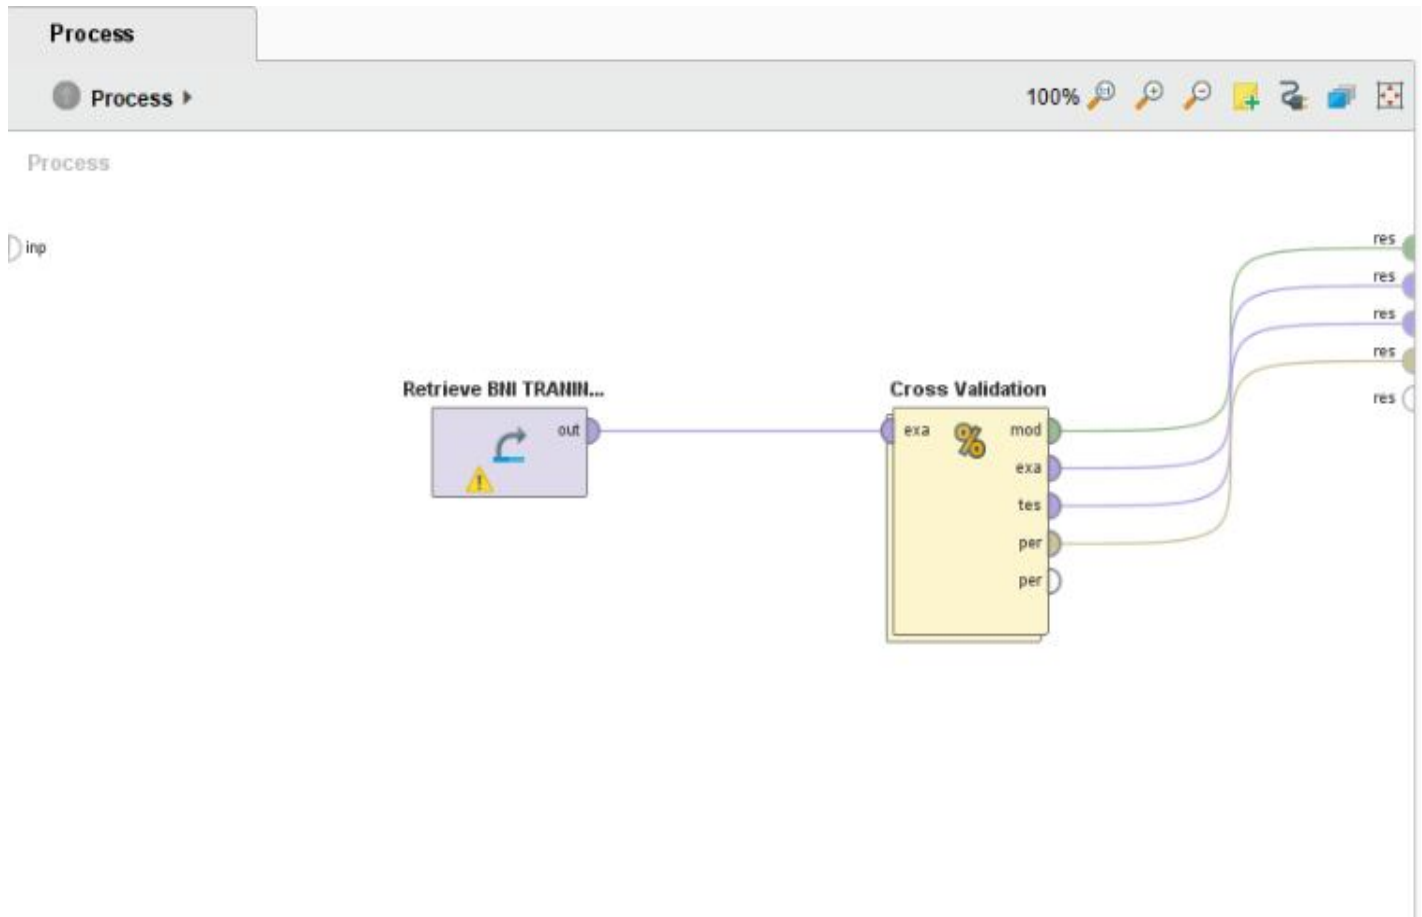 Process
Process
100%
Process
inp
res
res
res
res
res
Retrieve BNI TRANIN...
out
Cross Validation
exa
mod
exa
tes
per
per